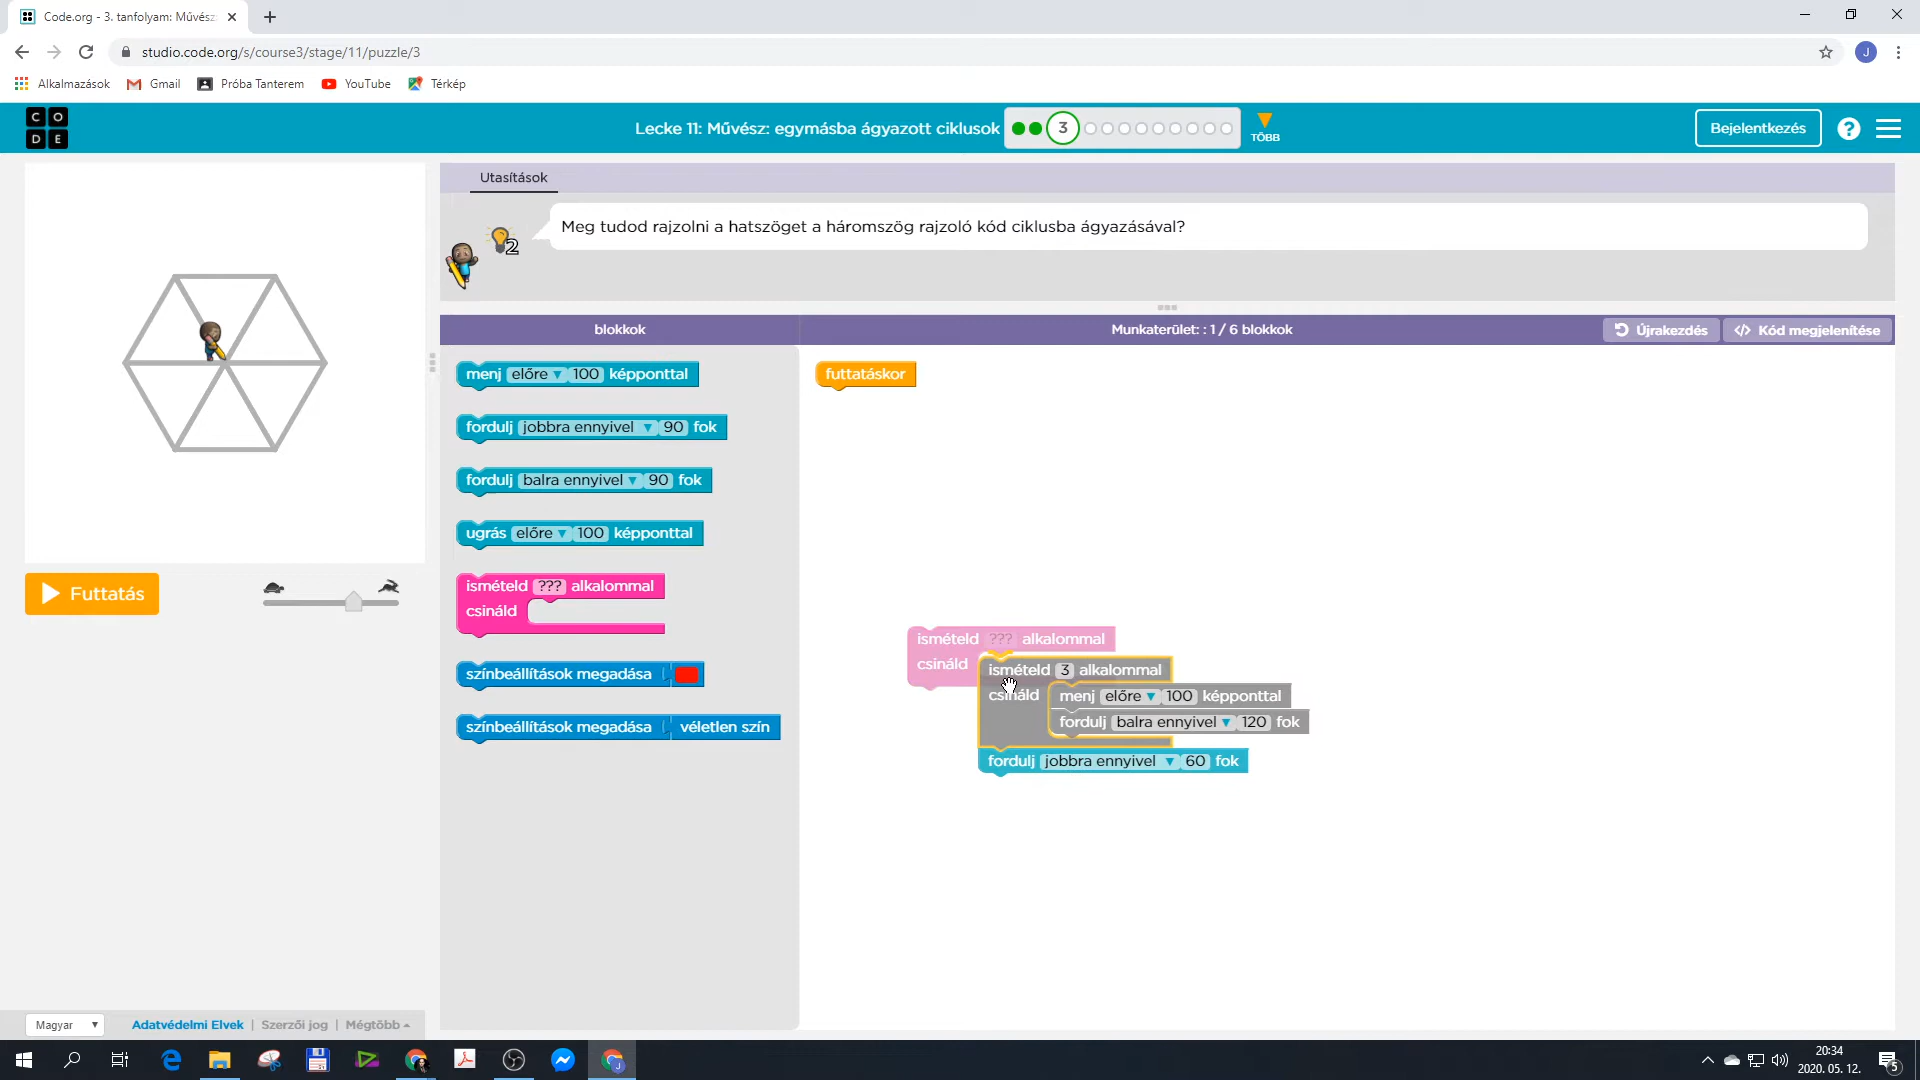 Code.org - 3. tanfolyam: Művész:
studio.code.org/s/course3/stage/11/puzzle/3
J
Alkalmazások
Gmail
Próba Tanterem
YouTube
Térkép
C O
D E
Lecke 11: Művész: egymásba ágyazott ciklusok
3
TÖBB
Bejelentkezés
?
Utasítások
2
Meg tudod rajzolni a hatszöget a háromszög rajzoló kód ciklusba ágyazásával?
blokkok
Munkaterület: : 1 / 6 blokkok
Újrakezdés
Kód megjelenítése
menj előre 100 képponttal
fordulj jobbra ennyivel 90 fok
fordulj balra ennyivel 90 fok
ugrás előre 100 képponttal
ismételd ??? alkalommal
csináld
színbeállítások megadása
színbeállítások megadása véletlen szín
futtatáskor
ismételd ??? alkalommal
csináld
ismételd 3 alkalommal
csináld
menj előre 100 képponttal
fordulj balra ennyivel 120 fok
fordulj jobbra ennyivel 60 fok
Futtatás
Magyar
Adatvédelmi Elvek | Szerzői jog | Mégtöbb
20:34
2020. 05. 12.
5